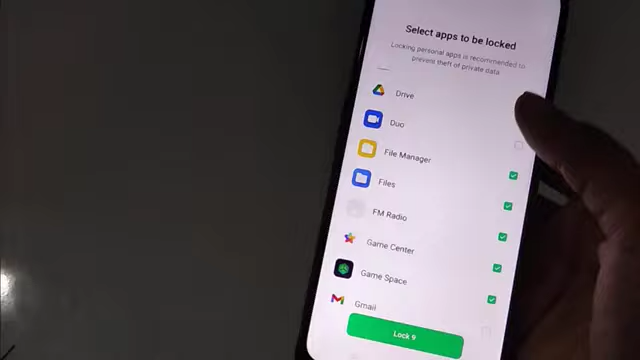 Select apps to be locked
Locking personal apps is recommended to
prevent theft of private data
Drive
Duo
File Manager
Files
FM Radio
Game Center
Game Space
Gmail
Lock 9